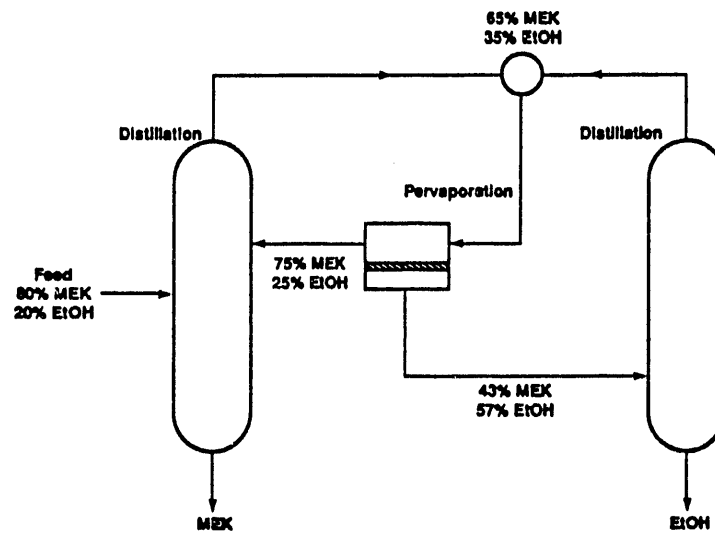 65% MEK
35% EtOH
Distillation
Distillation
Pervaporation
Feed
80% MEK
20% EtOH
75% MEK
25% EtOH
43% MEK
57% EtOH
MEK
EtOH